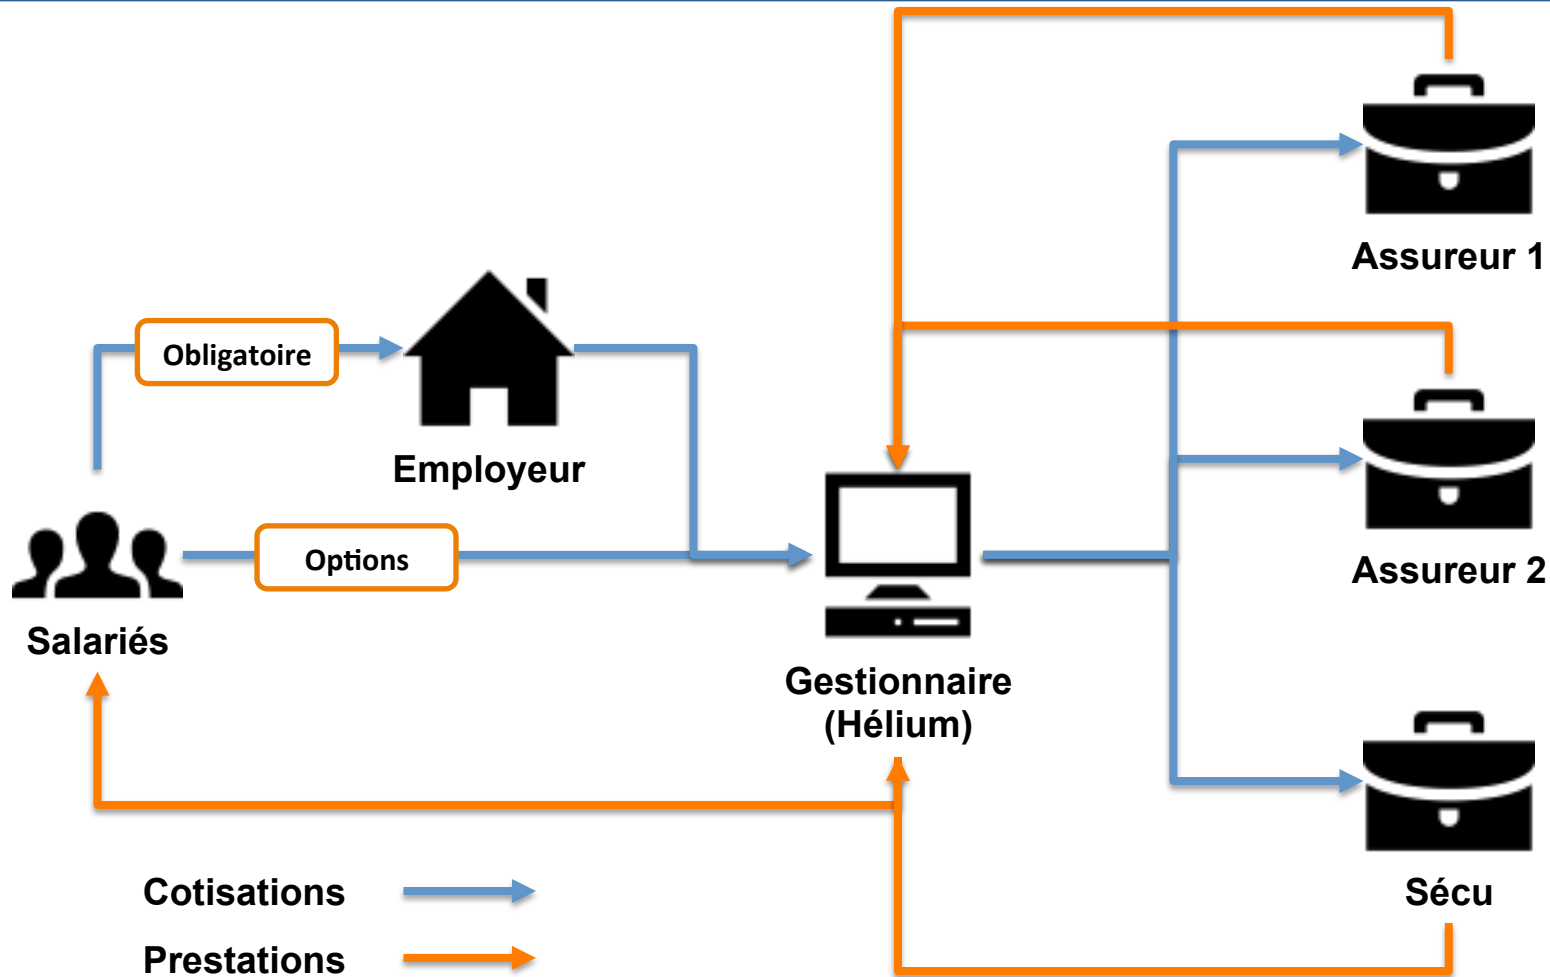 Assureur 1
Obligatoire
Employeur
Options
Assureur 2
Salariés
Gestionnaire
(Hélium)
Cotisations
Sécu
Prestations